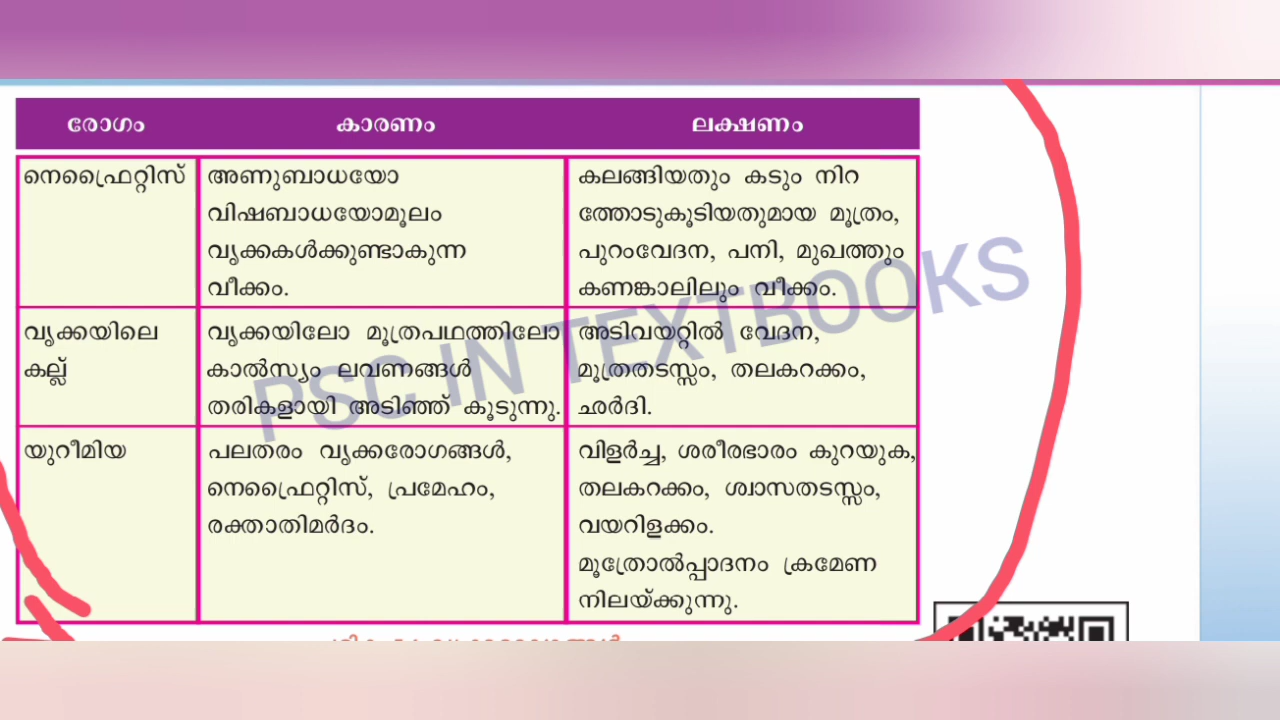 രോഗം കാരണം ലക്ഷണം
നെഫ്രൈറ്റിസ്
അണുബാധയോ
വിഷബാധയോമൂലം
വൃക്കകൾക്കുണ്ടാകുന്ന
വീക്കം.
കലങ്ങിയതും കടും നിറ
ത്തോടുകൂടിയതുമായ മൂത്രം,
പുറംവേദന, പനി, മുഖത്തും
കണങ്കാലിലും വീക്കം.
വൃക്കയിലെ
കല്ല്
വൃക്കയിലോ മൂത്രപഥത്തിലോ
കാൽസ്യം ലവണങ്ങൾ
തരികളായി അടിഞ്ഞ് കൂടുന്നു.
അടിവയറ്റിൽ വേദന,
മൂത്രതടസ്സം, തലകറക്കം,
ഛർദി.
യുറീമിയ
പലതരം വൃക്കരോഗങ്ങൾ,
നെഫ്രൈറ്റിസ്, പ്രമേഹം,
രക്താതിമർദം.
വിളർച്ച, ശരീരഭാരം കുറയുക,
തലകറക്കം, ശ്വാസതടസ്സം,
വയറിളക്കം.
മൂത്രോൽപ്പാദനം ക്രമേണ
നിലയ്ക്കുന്നു.
PSC IN TEXTBOOKS